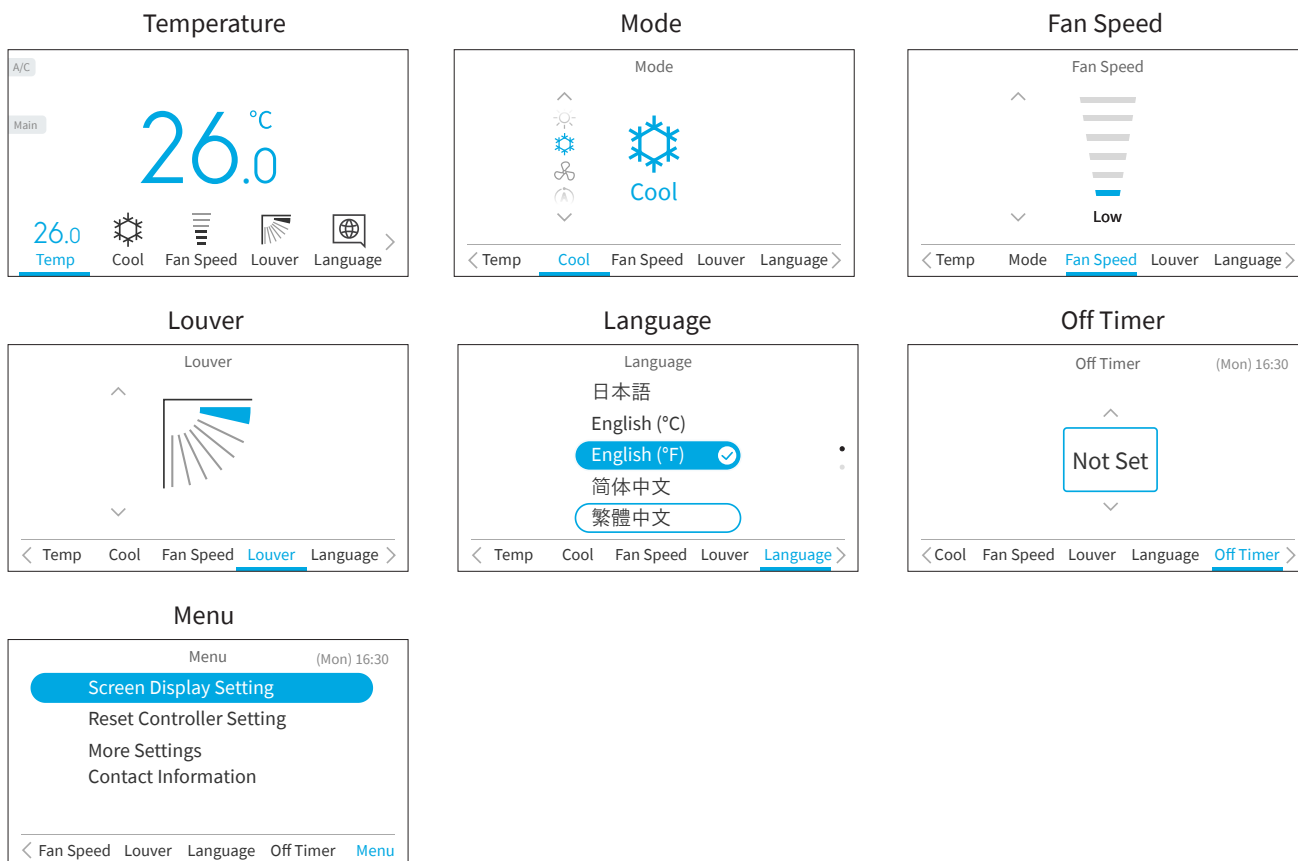 Temperature
A/C
Main
26.0 °C
26.0
Temp Cool Fan Speed Louver Language
Mode
Mode
Cool
Temp Cool Fan Speed Louver Language
Fan Speed
Fan Speed
Low
Temp Mode Fan Speed Louver Language
Louver
Louver
Temp Cool Fan Speed Louver Language
Language
Language
日本語
English (°C)
English (°F)
简体中文
繁體中文
Temp Cool Fan Speed Louver Language
Off Timer
Off Timer (Mon) 16:30
Not Set
Cool Fan Speed Louver Language Off Timer
Menu
Menu (Mon) 16:30
Screen Display Setting
Reset Controller Setting
More Settings
Contact Information
Fan Speed Louver Language Off Timer Menu